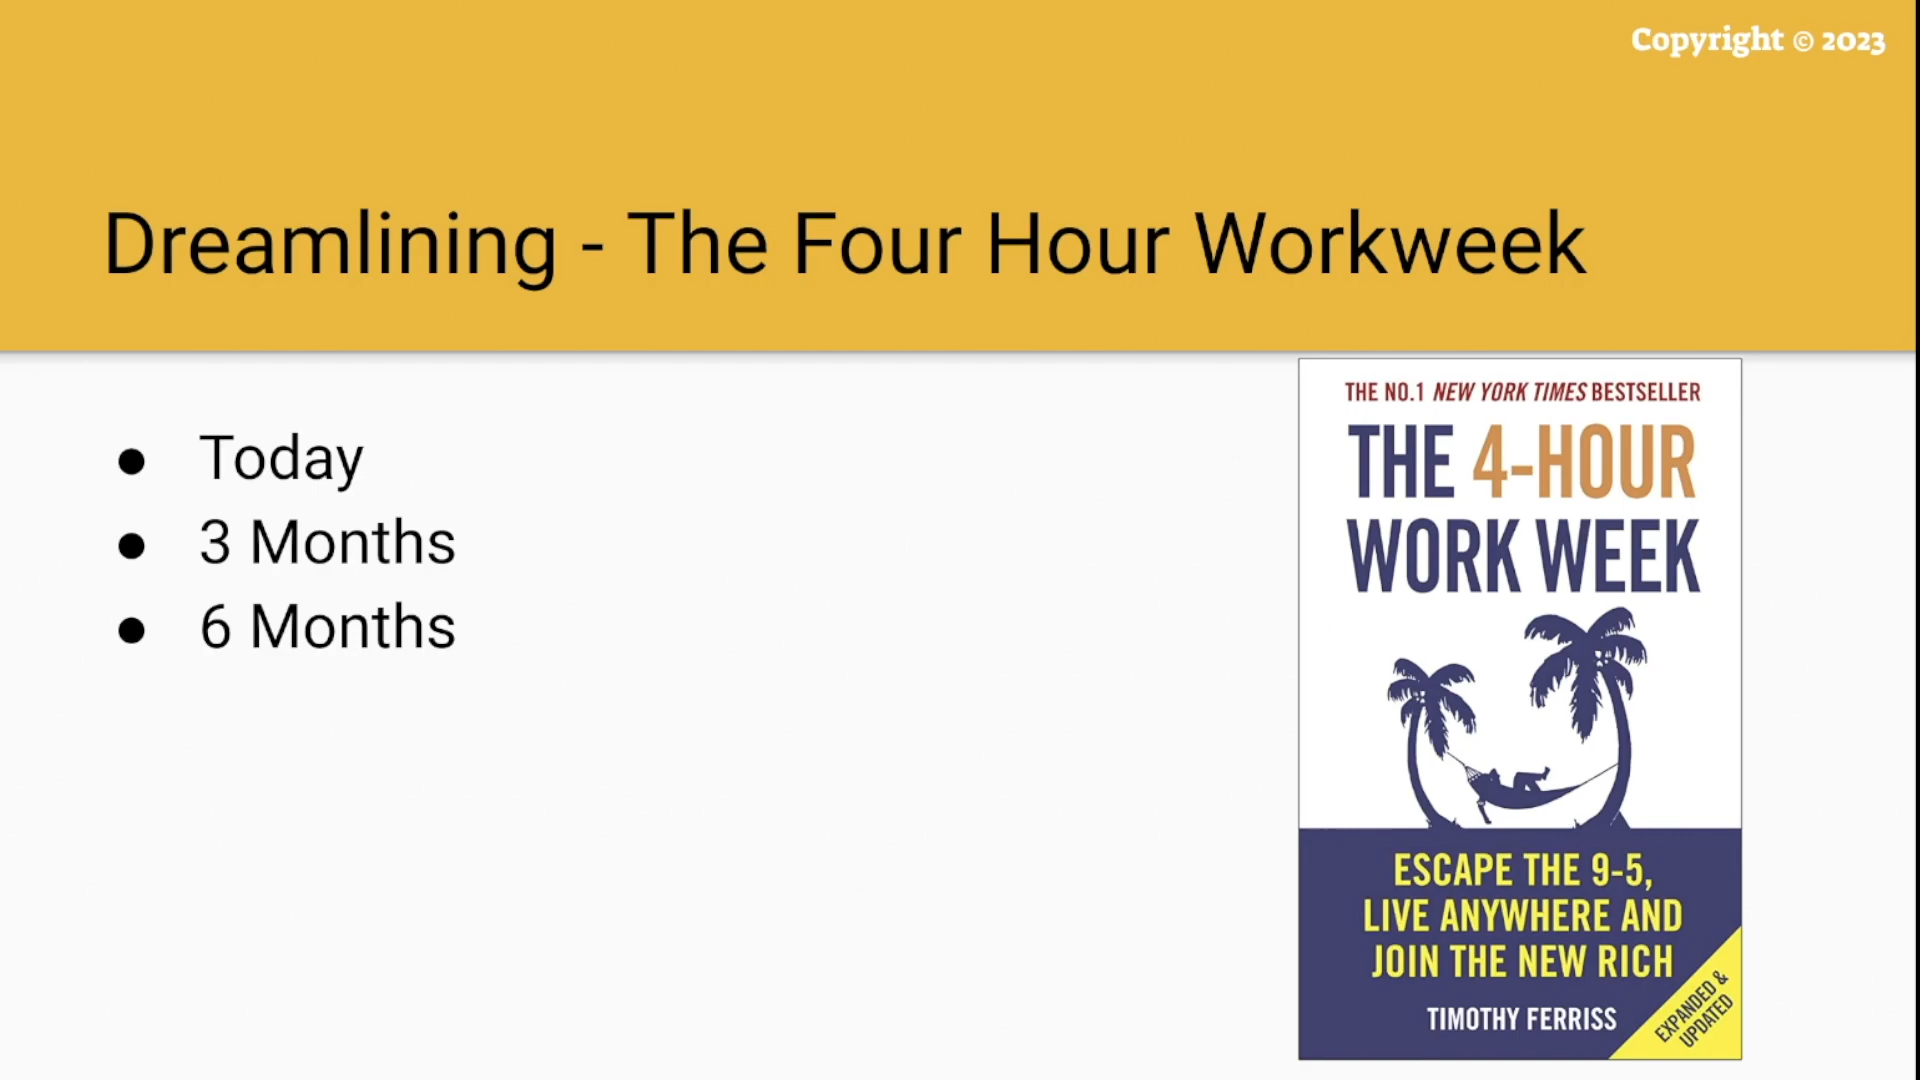 Copyright © 2023
Dreamlining - The Four Hour Workweek
● Today
● 3 Months
● 6 Months
THE NO.1 NEW YORK TIMES BESTSELLER
THE 4-HOUR
WORK WEEK
ESCAPE THE 9-5,
LIVE ANYWHERE AND
JOIN THE NEW RICH
TIMOTHY FERRISS
EXPANDED &
UPDATED